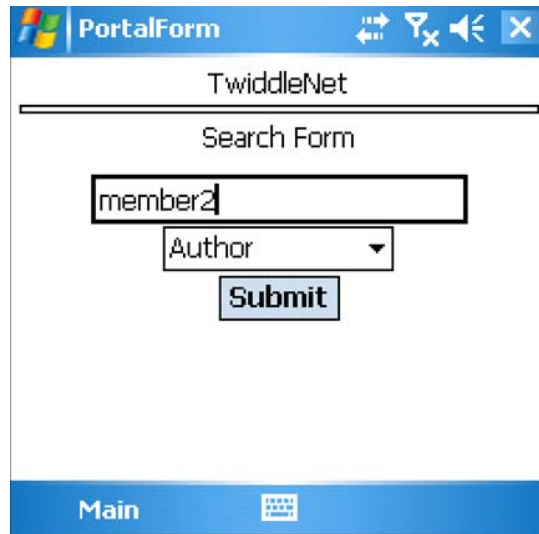 PortalForm
TwiddleNet
Search Form
member2
Author
Submit
Main